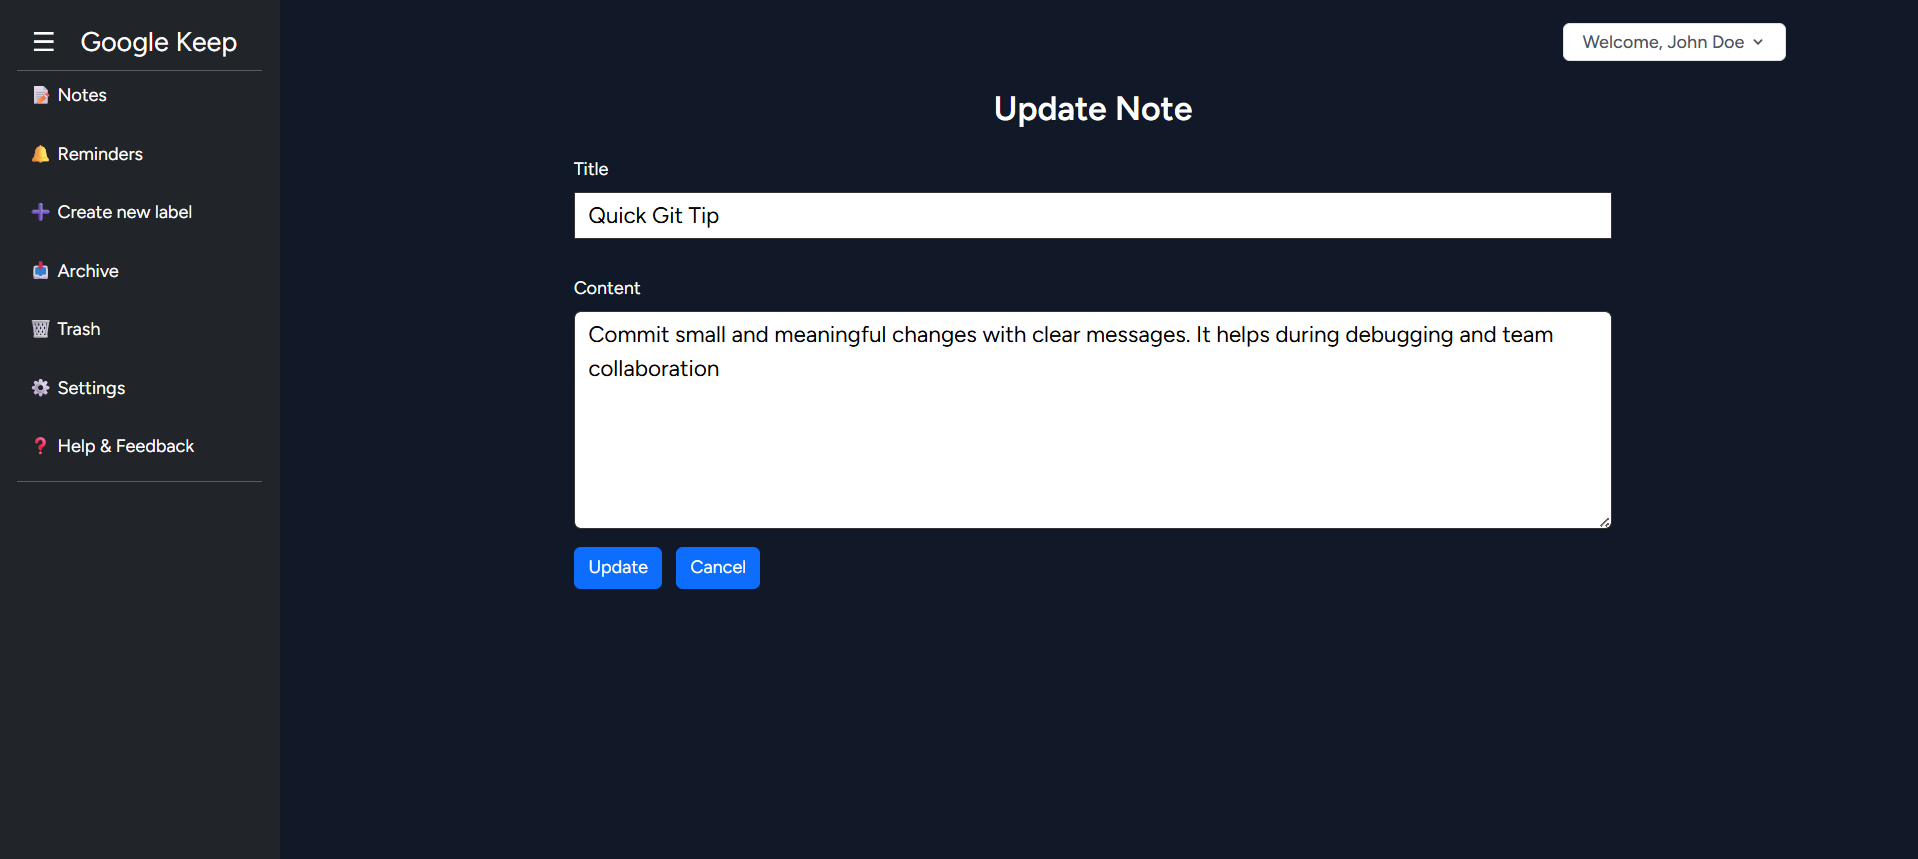 Google Keep
Notes
Reminders
Create new label
Archive
Trash
Settings
Help & Feedback
Welcome, John Doe
Update Note
Title
Quick Git Tip
Content
Commit small and meaningful changes with clear messages. It helps during debugging and team
collaboration
Update
Cancel